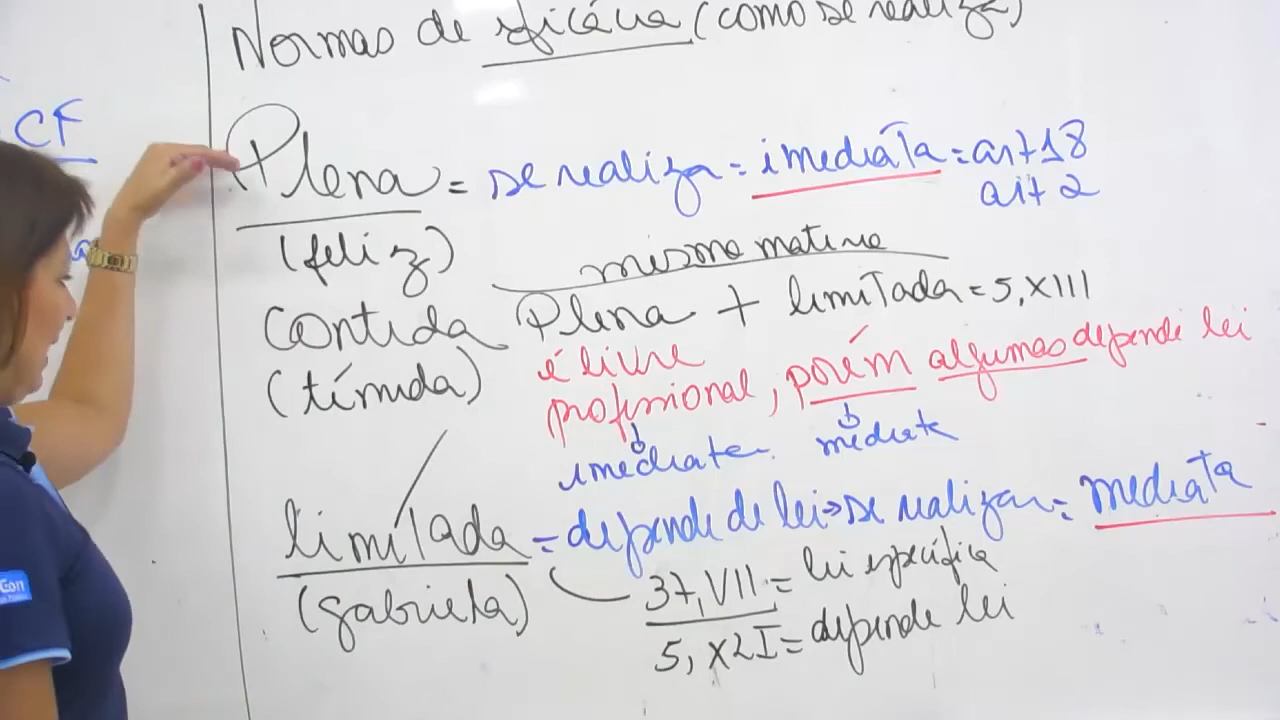 Normas de eficácia (como se realiza)
CF
Plena = se realiza = imediata = art 18
art 2
(feliz)
mesma matéria
contida Plena + limitada = 5, XIII
(tímida)
é livre
profissional, porém algumas depende lei
imediata. mediata
limitada = depende de lei → se realizar = mediata
(gabriela)
37, VII = lei específica
5, XLI = depende lei
Con